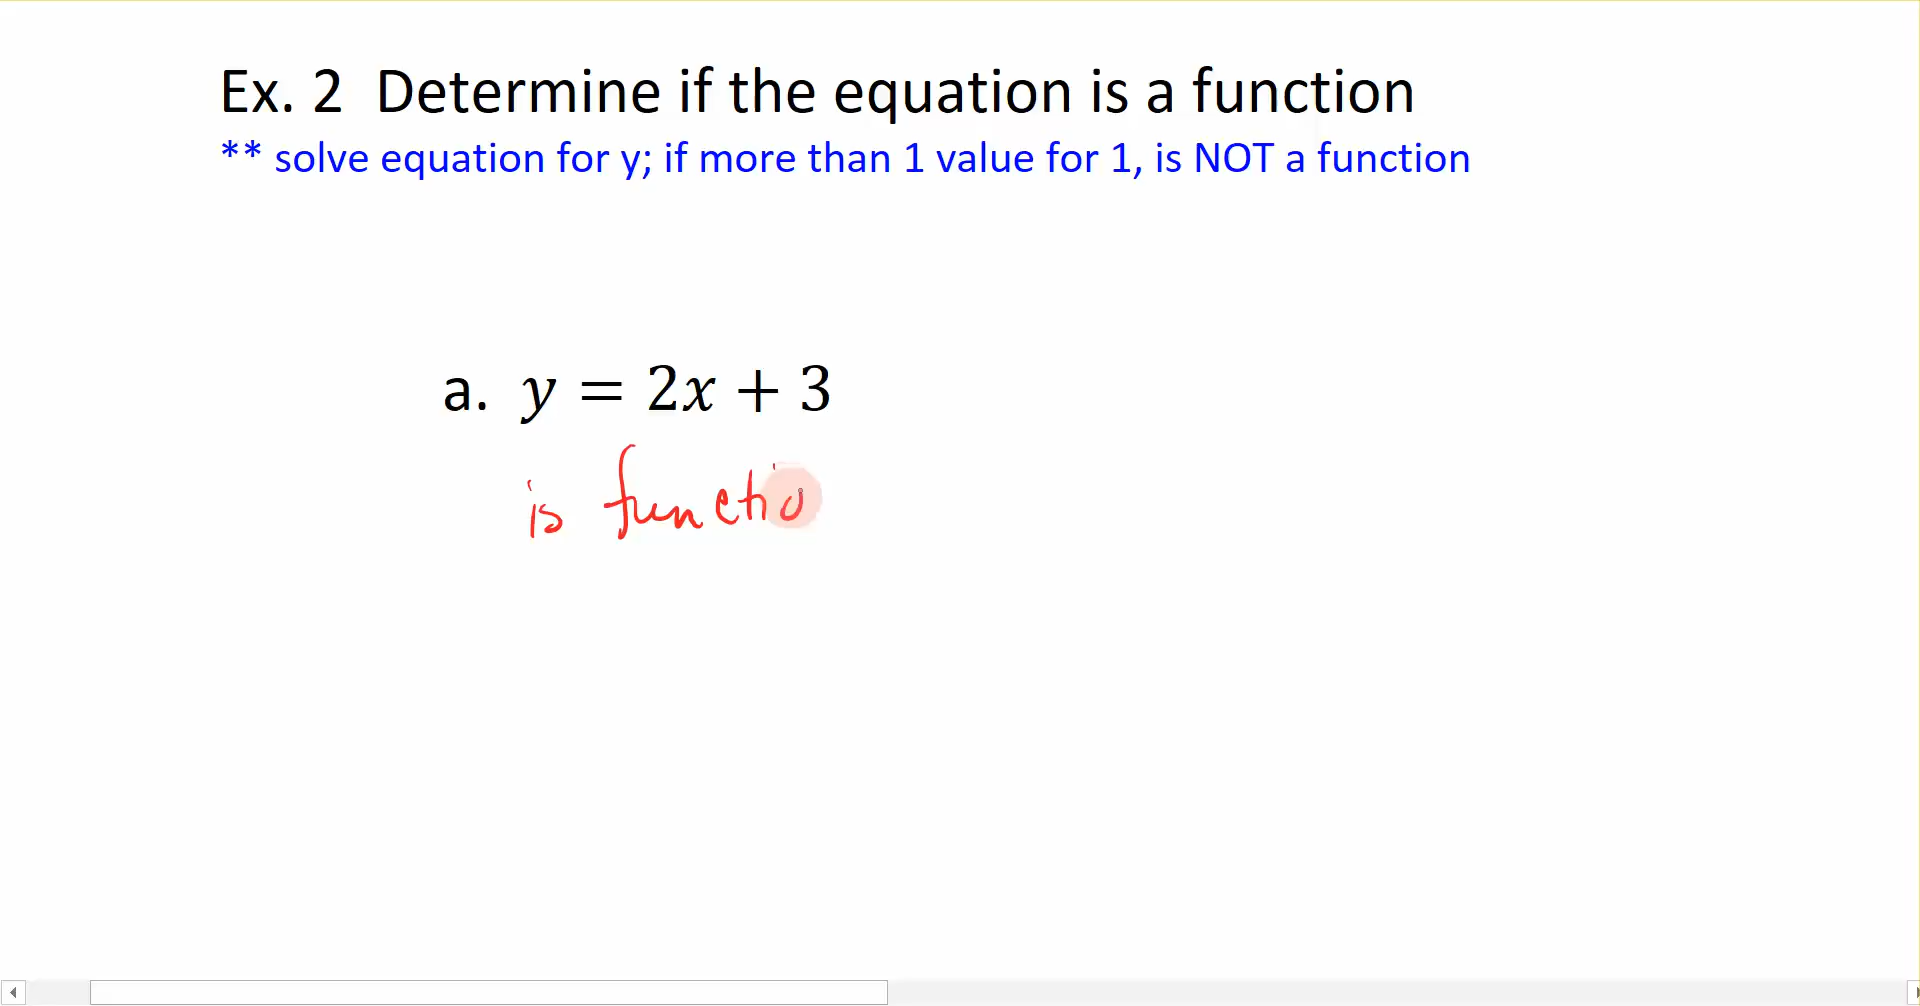 Ex. 2 Determine if the equation is a function
** solve equation for y; if more than 1 value for 1, is NOT a function
a. y = 2x + 3
is functio